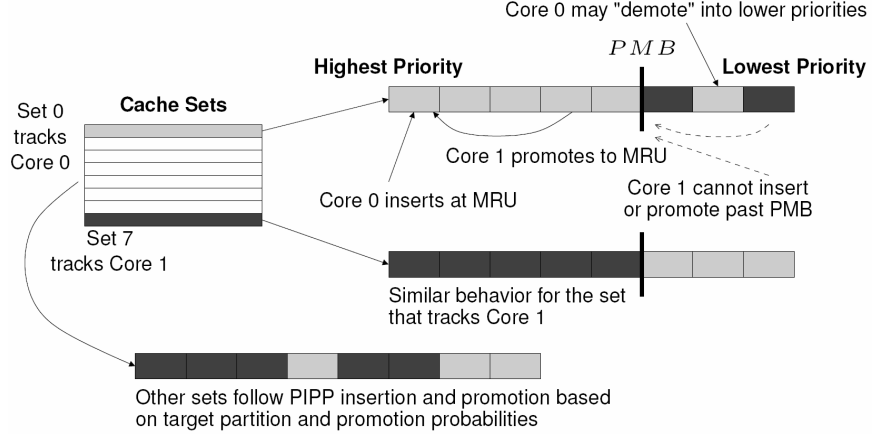 Core 0 may "demote" into lower priorities
PMB
Highest Priority
Lowest Priority
Cache Sets
Set 0
tracks
Core 0
Core 1 promotes to MRU
Core 0 inserts at MRU
Core 1 cannot insert
or promote past PMB
Set 7
tracks Core 1
Similar behavior for the set
that tracks Core 1
Other sets follow PIPP insertion and promotion based
on target partition and promotion probabilities